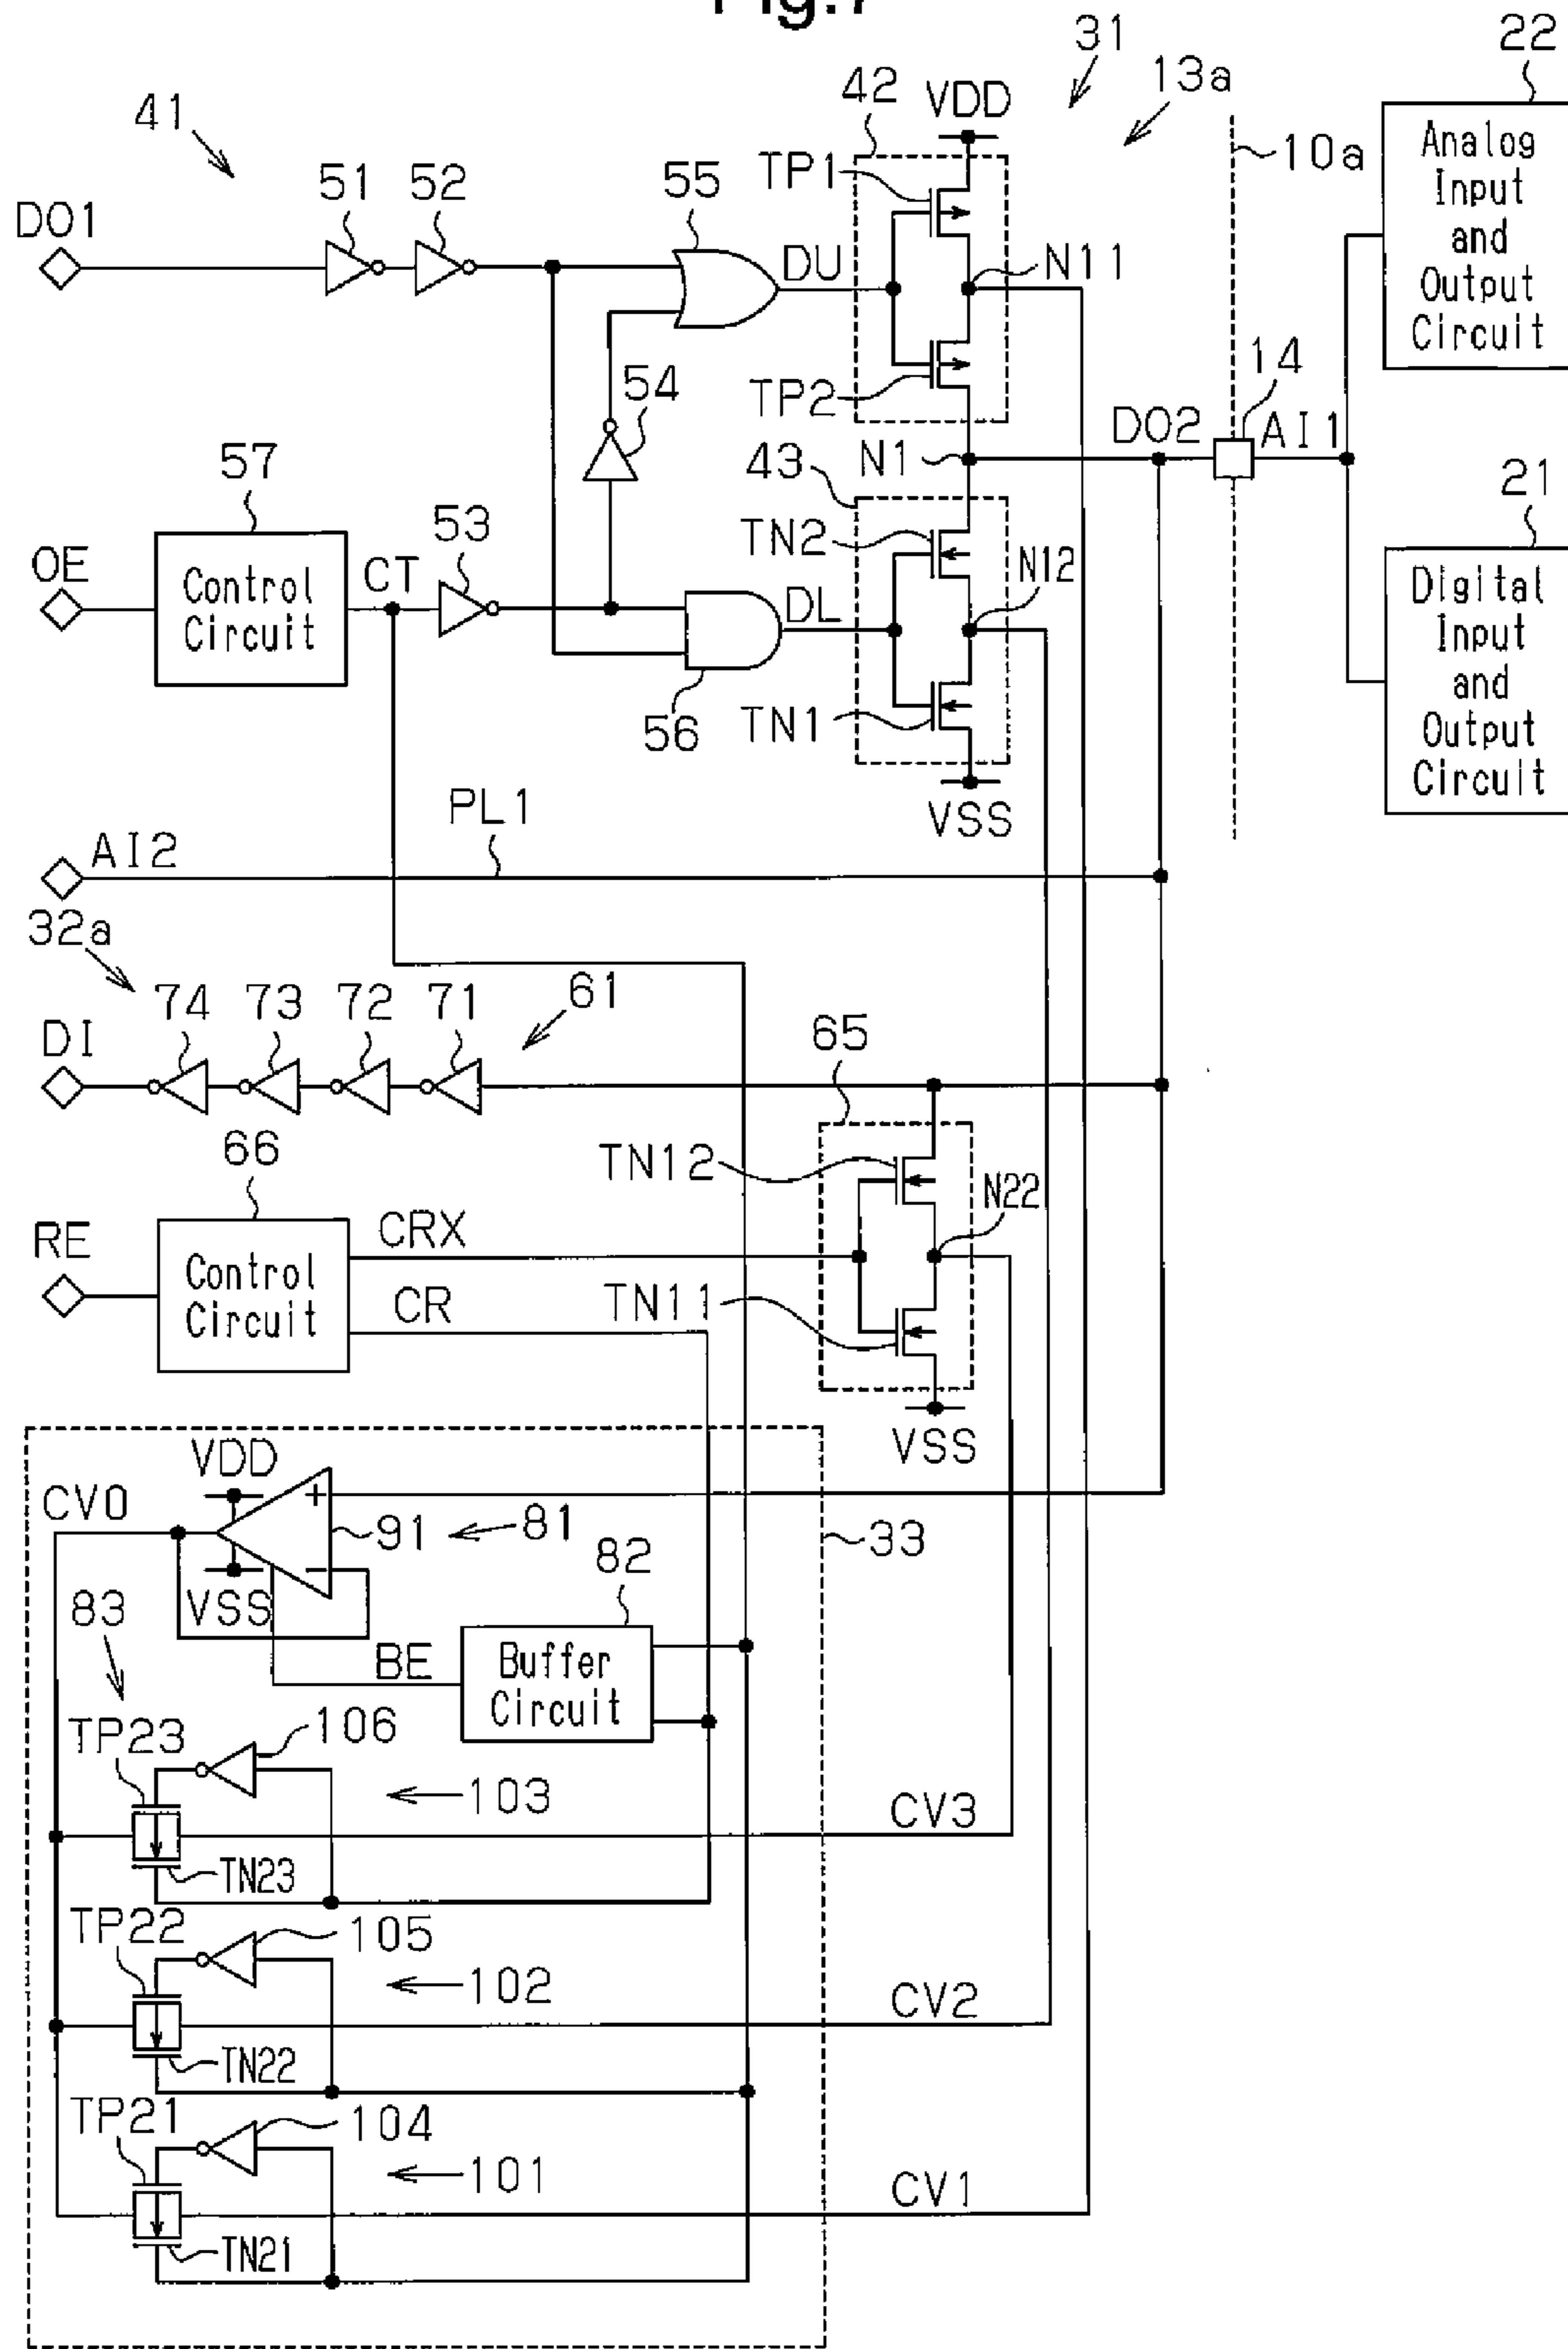 Fig.7
31
22
13a
41
42
VDD
10a
Analog
Input
and
Output
Circuit
51
52
55
TP1
DO1
DU
N11
54
TP2
14
DO2
AI1
57
43
N1
21
53
TN2
OE
Control
Circuit
CT
N12
DL
Digital
Input
and
Output
Circuit
56
TN1
VSS
PL1
AI2
32a
74
73
72
71
61
65
DI
66
TN12
N22
RE
Control
Circuit
CRX
CR
TN11
VSS
VDD
CV0
+
91
81
33
82
−
VSS
83
BE
Buffer
Circuit
TP23
106
103
CV3
TN23
TP22
105
102
CV2
TN22
TP21
104
101
CV1
TN21